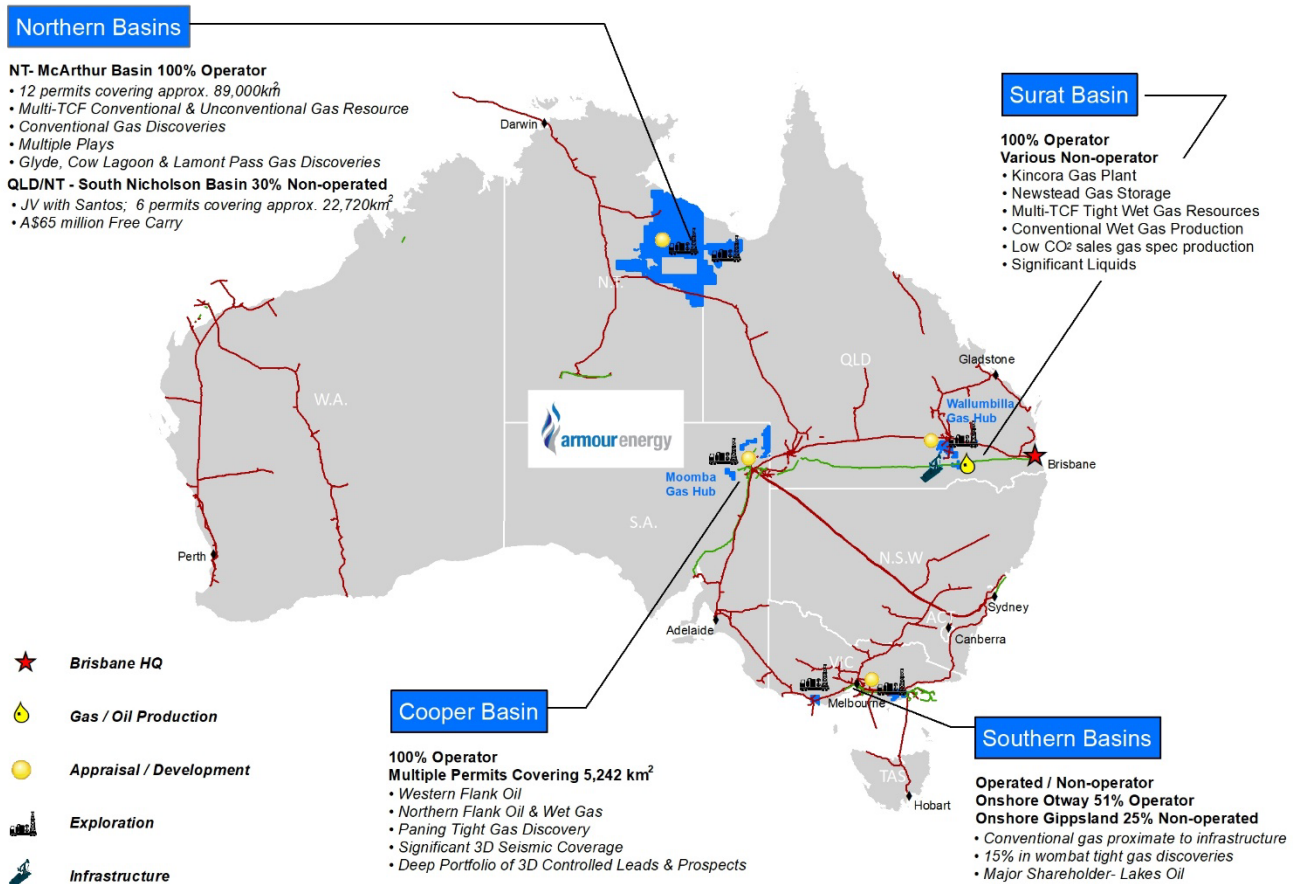 Northern Basins
NT- McArthur Basin 100% Operator
• 12 permits covering approx. 89,000km²
• Multi-TCF Conventional & Unconventional Gas Resource
• Conventional Gas Discoveries
• Multiple Plays
• Glyde, Cow Lagoon & Lamont Pass Gas Discoveries
QLD/NT - South Nicholson Basin 30% Non-operated
• JV with Santos; 6 permits covering approx. 22,720km²
• A$65 million Free Carry
Surat Basin
100% Operator
Various Non-operator
• Kincora Gas Plant
• Newstead Gas Storage
• Multi-TCF Tight Wet Gas Resources
• Conventional Wet Gas Production
• Low CO² sales gas spec production
• Significant Liquids
Darwin
N.T.
QLD
Gladstone
W.A.
armourenergy
Wallumbilla
Gas Hub
Brisbane
Moomba
Gas Hub
S.A.
Perth
N.S.W
Sydney
Adelaide
ACT
Canberra
VIC
Melbourne
TAS
Hobart
Brisbane HQ
Gas / Oil Production
Appraisal / Development
Exploration
Infrastructure
Cooper Basin
100% Operator
Multiple Permits Covering 5,242 km²
• Western Flank Oil
• Northern Flank Oil & Wet Gas
• Paning Tight Gas Discovery
• Significant 3D Seismic Coverage
• Deep Portfolio of 3D Controlled Leads & Prospects
Southern Basins
Operated / Non-operator
Onshore Otway 51% Operator
Onshore Gippsland 25% Non-operated
• Conventional gas proximate to infrastructure
• 15% in wombat tight gas discoveries
• Major Shareholder- Lakes Oil